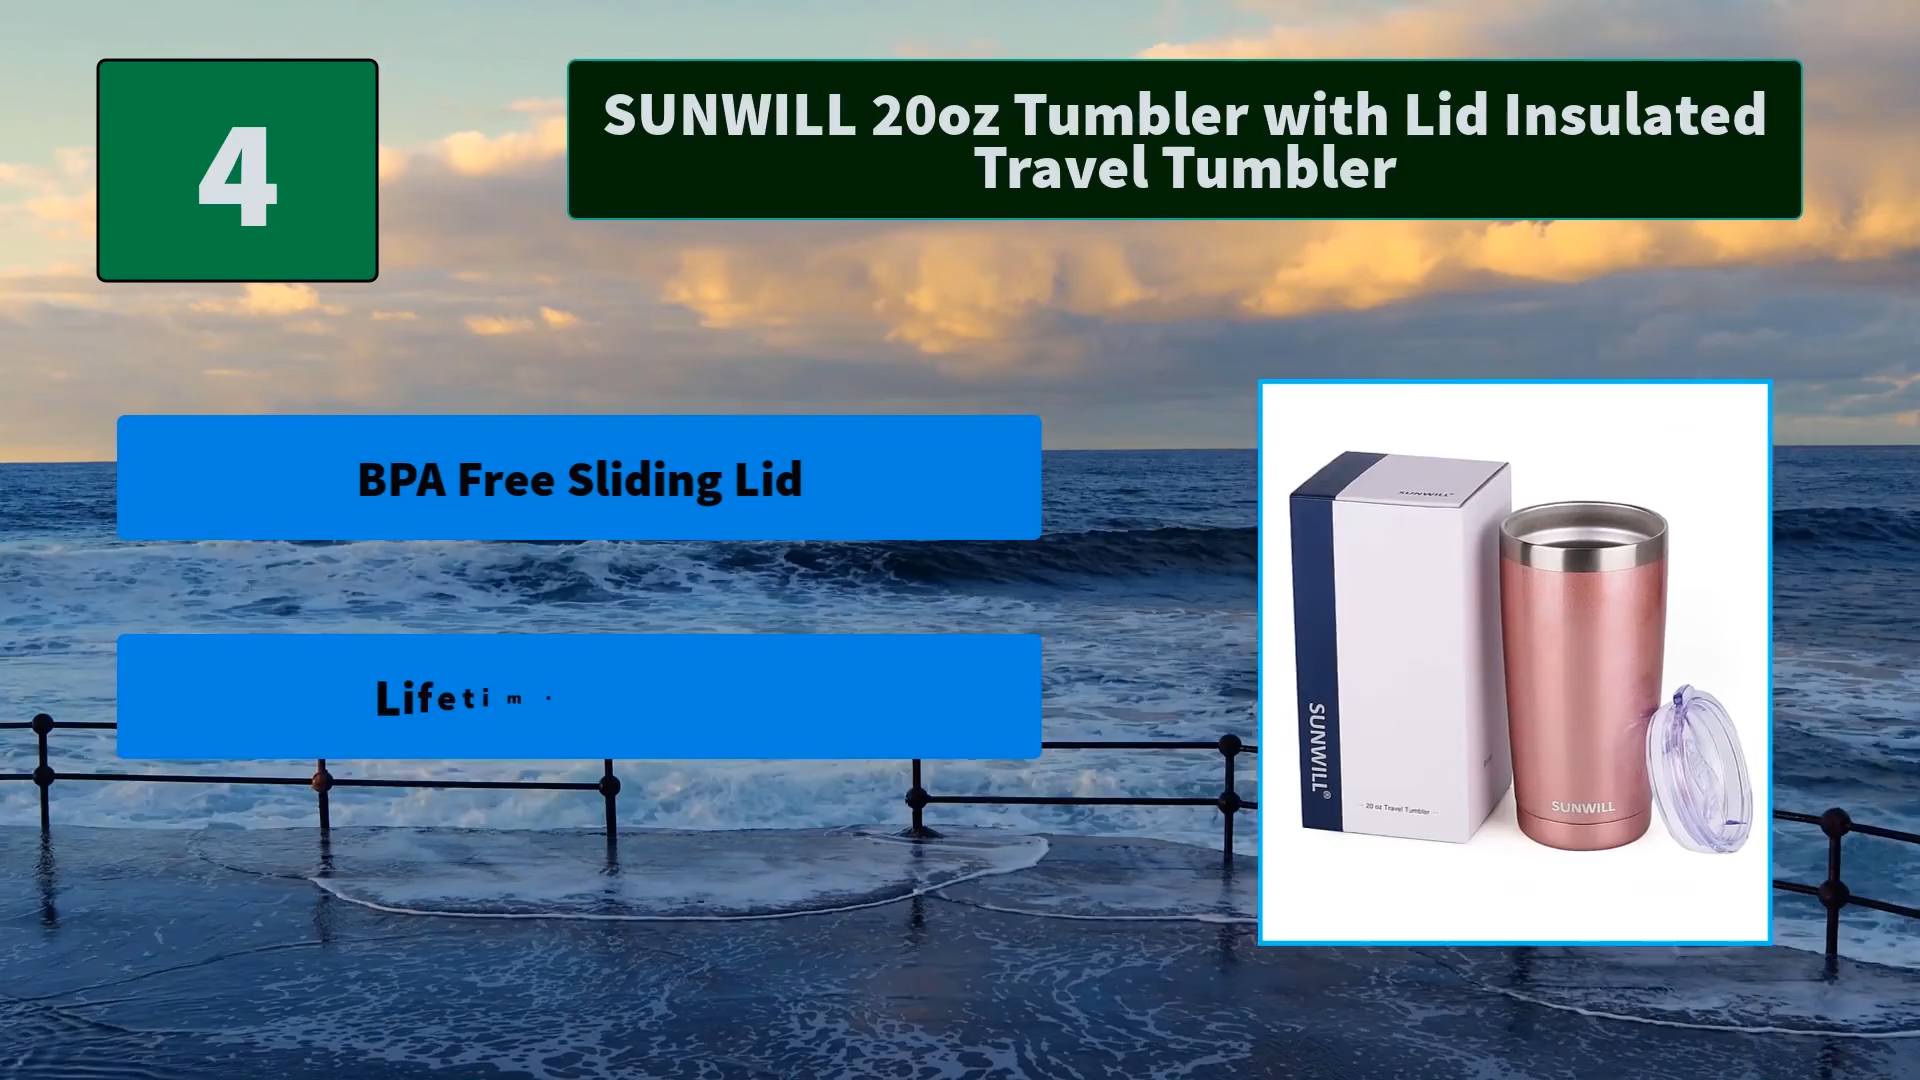 4
SUNWILL 20oz Tumbler with Lid Insulated
Travel Tumbler
BPA Free Sliding Lid
Lifetim
SUNWILL
SUNWILL®
20 oz Travel Tumbler
SUNWILL